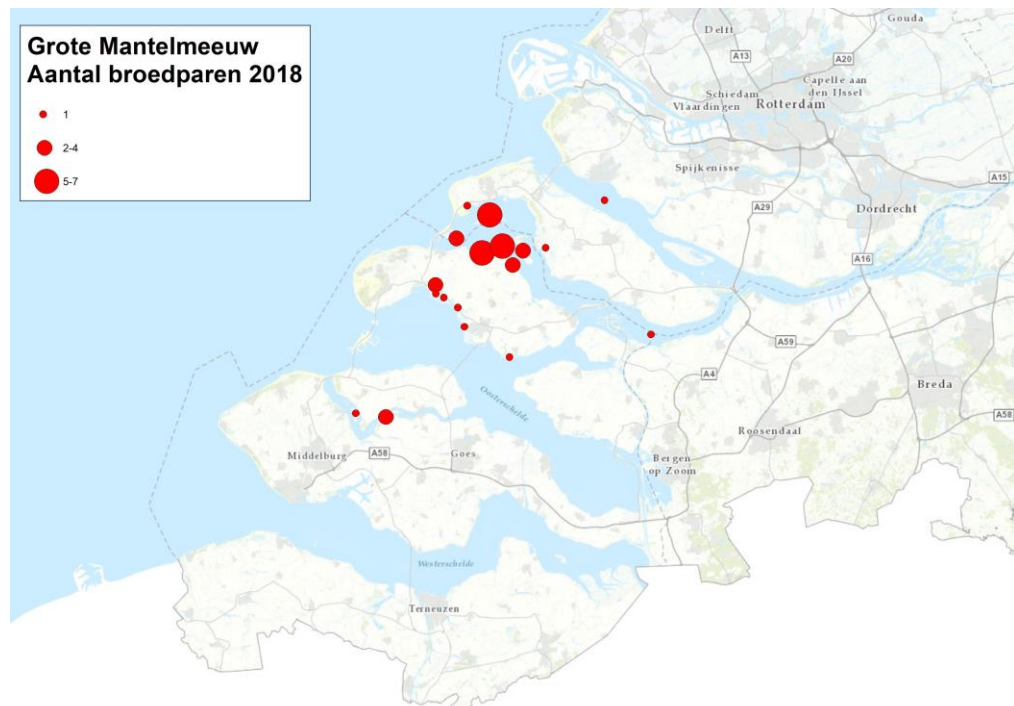 Grote Mantelmeeuw
Aantal broedparen 2018
1
2-4
5-7
Gouda
Delft
A13
A20
Capelle aan
den IJssel
Schiedam
Vlaardingen
Rotterdam
Spijkenisse
A15
A29
Dordrecht
A16
A59
A4
Breda
Oosterschelde
A58
Roosendaal
Middelburg
A58
Goes
Bergen
op Zoom
Westerschelde
Terneuzen